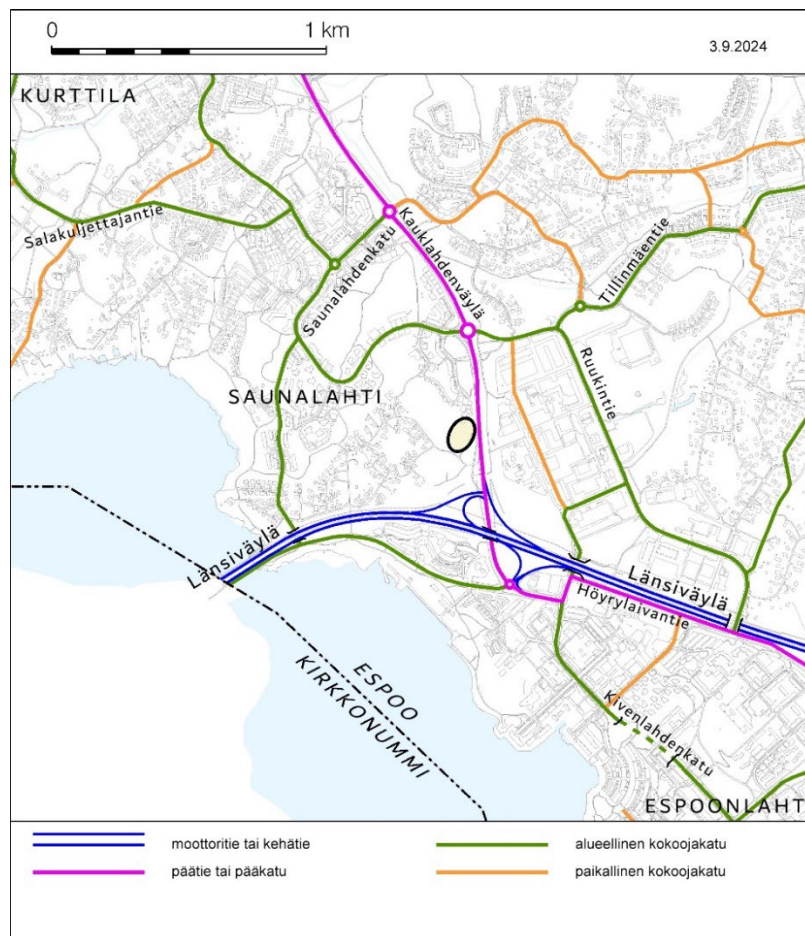 0
1 km
3.9.2024
KURTTILA
Salakuljettajantie
Saunalahdenkatu
Kauklahdenväylä
Tillinmäentie
Ruukintie
SAUNALAHTI
Länsiväylä
Länsiväylä
Höyrylaivantie
ESPOO
KIRKKONUMMI
Kivenlahdenkatu
ESPOONLAHT
moottoritie tai kehätie
alueellinen kokoojakatu
päätie tai pääkatu
paikallinen kokoojakatu